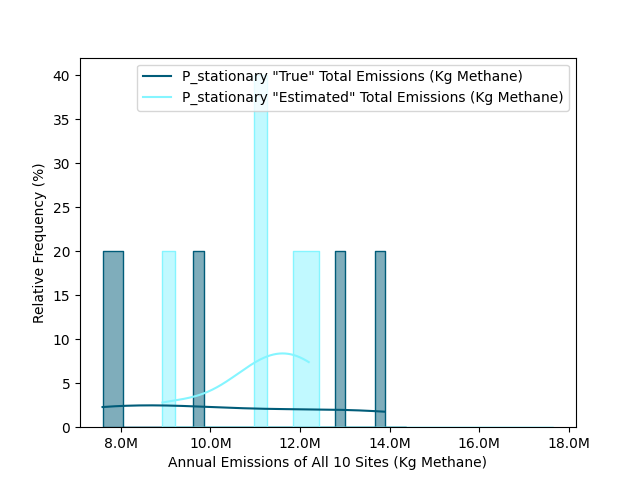 P_stationary "True" Total Emissions (Kg Methane)
P_stationary "Estimated" Total Emissions (Kg Methane)
40
35
30
25
20
15
10
5
0
Relative Frequency (%)
8.0M 10.0M 12.0M 14.0M 16.0M 18.0M
Annual Emissions of All 10 Sites (Kg Methane)